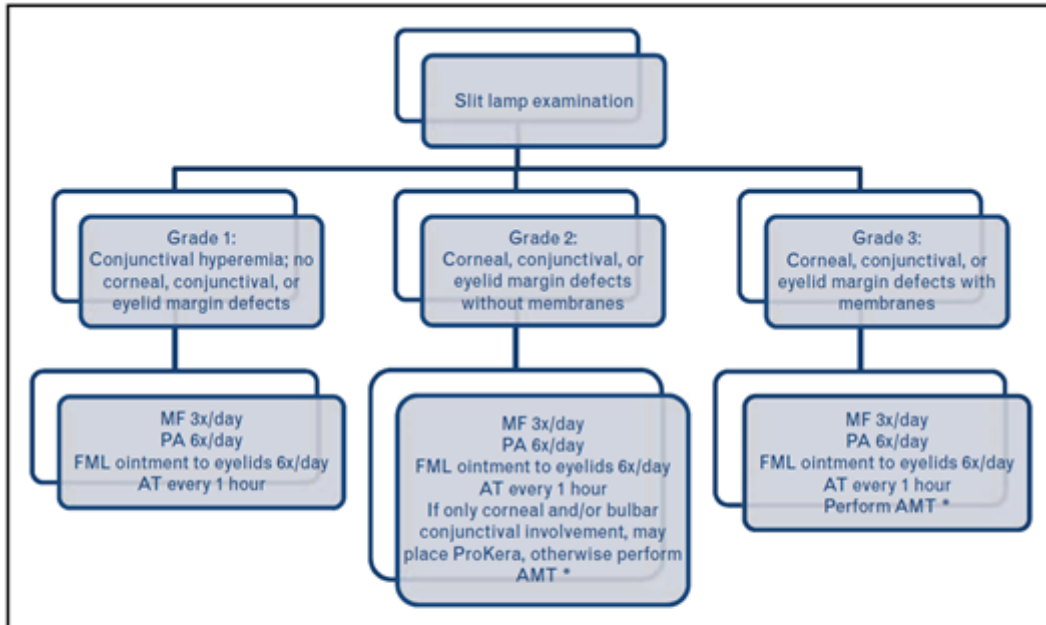 Slit lamp examination
Grade 1:
Conjunctival hyperemia; no
corneal, conjunctival, or
eyelid margin defects
Grade 2:
Corneal, conjunctival, or
eyelid margin defects
without membranes
Grade 3:
Corneal, conjunctival, or
eyelid margin defects with
membranes
MF 3x/day
PA 6x/day
FML ointment to eyelids 6x/day
AT every 1 hour
MF 3x/day
PA 6x/day
FML ointment to eyelids 6x/day
AT every 1 hour
If only corneal and/or bulbar
conjunctival involvement, may
place ProKera, otherwise perform
AMT *
MF 3x/day
PA 6x/day
FML ointment to eyelids 6x/day
AT every 1 hour
Perform AMT *